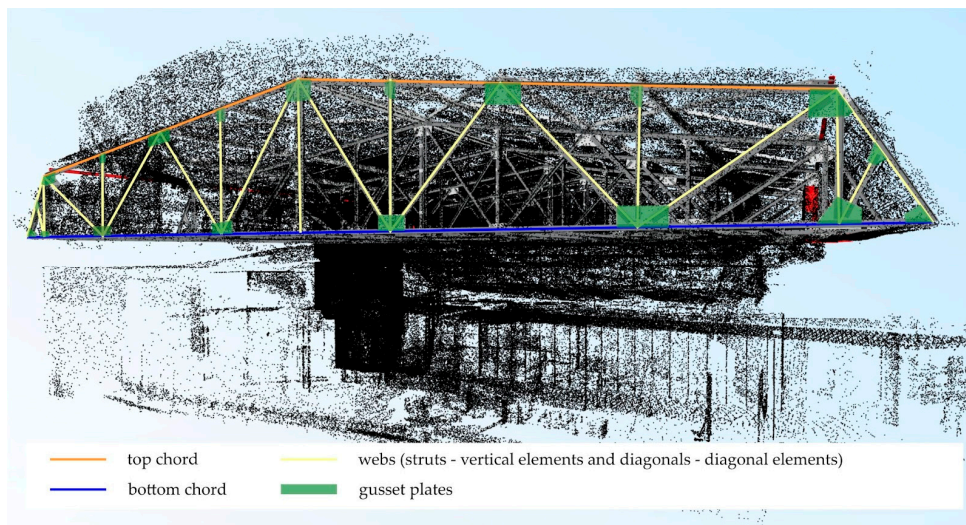 top chord
webs (struts - vertical elements and diagonals - diagonal elements)
bottom chord
gusset plates